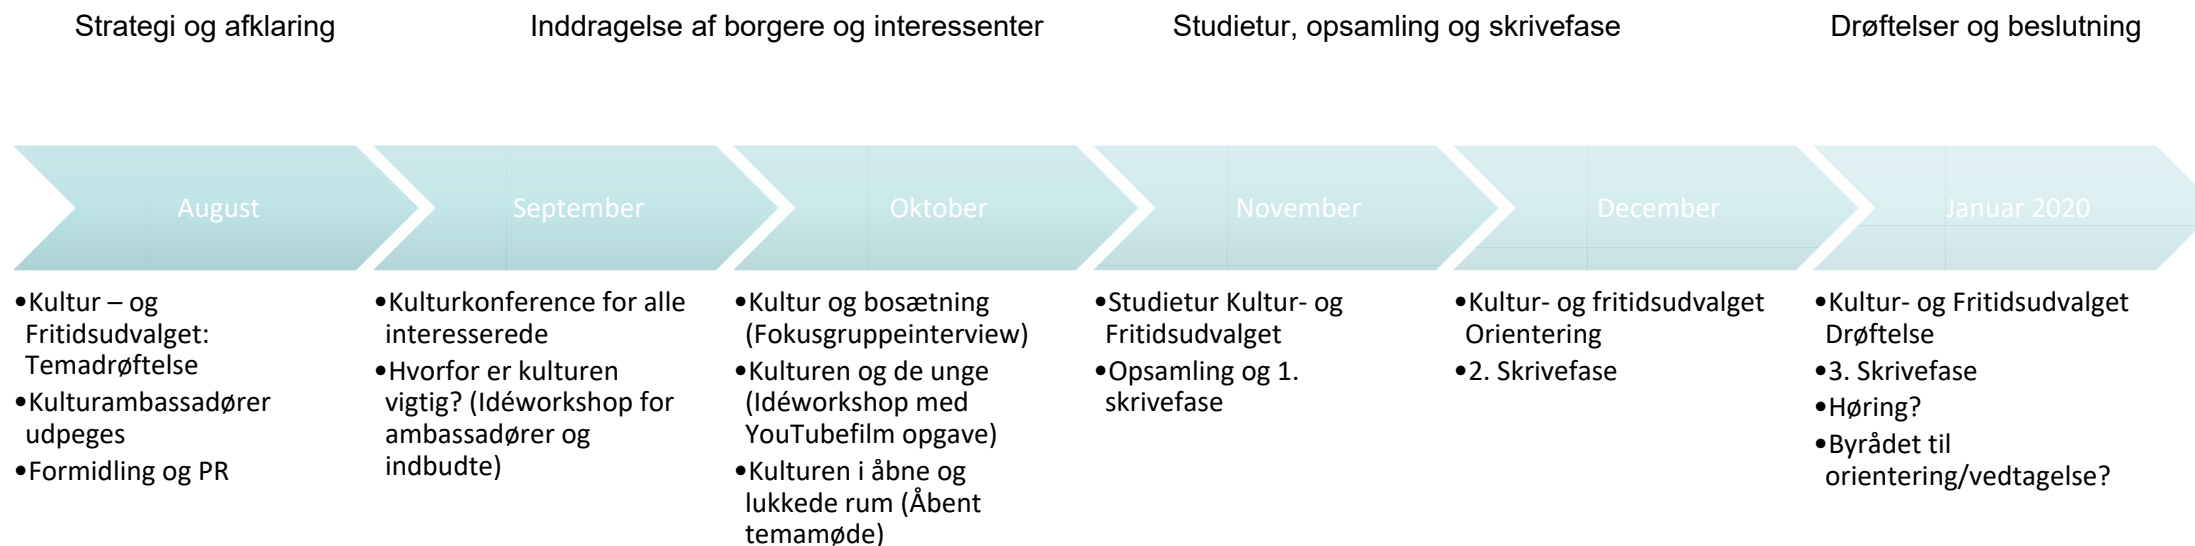 Strategi og afklaring
Inddragelse af borgere og interessenter
Studietur, opsamling og skrivefase
Drøftelser og beslutning
August
September
Oktober
November
December
Januar 2020
•Kultur – og
Fritidsudvalget:
Temadrøftelse
•Kulturambassadører
udpeges
•Formidling og PR
•Kulturkonference for alle
interesserede
•Hvorfor er kulturen
vigtig? (Idéworkshop for
ambassadører og
indbudte)
•Kultur og bosætning
(Fokusgruppeinterview)
•Kulturen og de unge
(Idéworkshop med
YouTubefilm opgave)
•Kulturen i åbne og
lukkede rum (Åbent
temamøde)
•Studietur Kultur- og
Fritidsudvalget
•Opsamling og 1.
skrivefase
•Kultur- og fritidsudvalget
Orientering
•2. Skrivefase
•Kultur- og Fritidsudvalget
Drøftelse
•3. Skrivefase
•Høring?
•Byrådet til
orientering/vedtagelse?